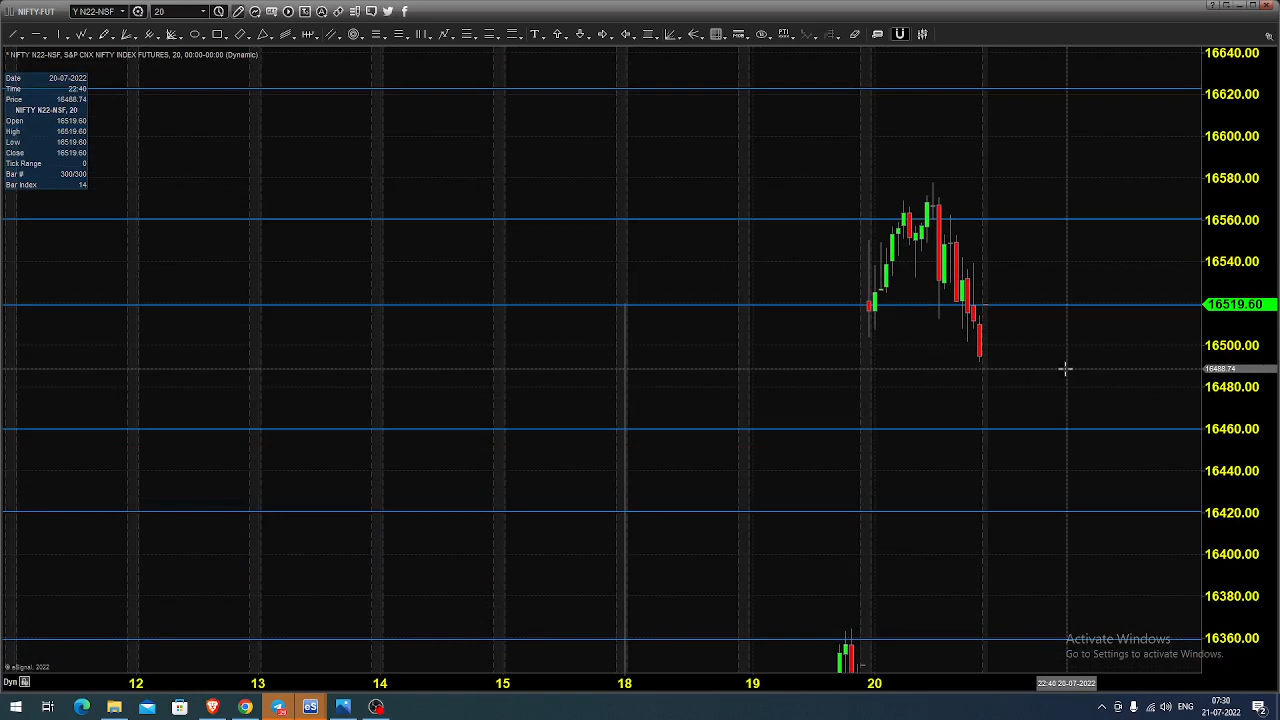 NIFTY-FUT
Y N22-NSF
20
* NIFTY N22-NSF, S&P CNX NIFTY INDEX FUTURES, 20, 00:00-00:00 (Dynamic)
Date 20-07-2022
Time 22:40
Price 16488.74
NIFTY N22-NSF, 20
Open 16519.60
High 16519.60
Low 16519.60
Close 16519.60
Tick Range 0
Bar # 300/300
Bar Index 14
16640.00
16620.00
16600.00
16580.00
16560.00
16540.00
16519.60
16500.00
16488.74
16480.00
16460.00
16440.00
16420.00
16400.00
16380.00
16360.00
Activate Windows
Go to Settings to activate Windows.
© eSignal, 2022
Dyn
12 13 14 15 18 19 20
22:40 20-07-2022
eS
ENG
07:30
21-07-2022
2